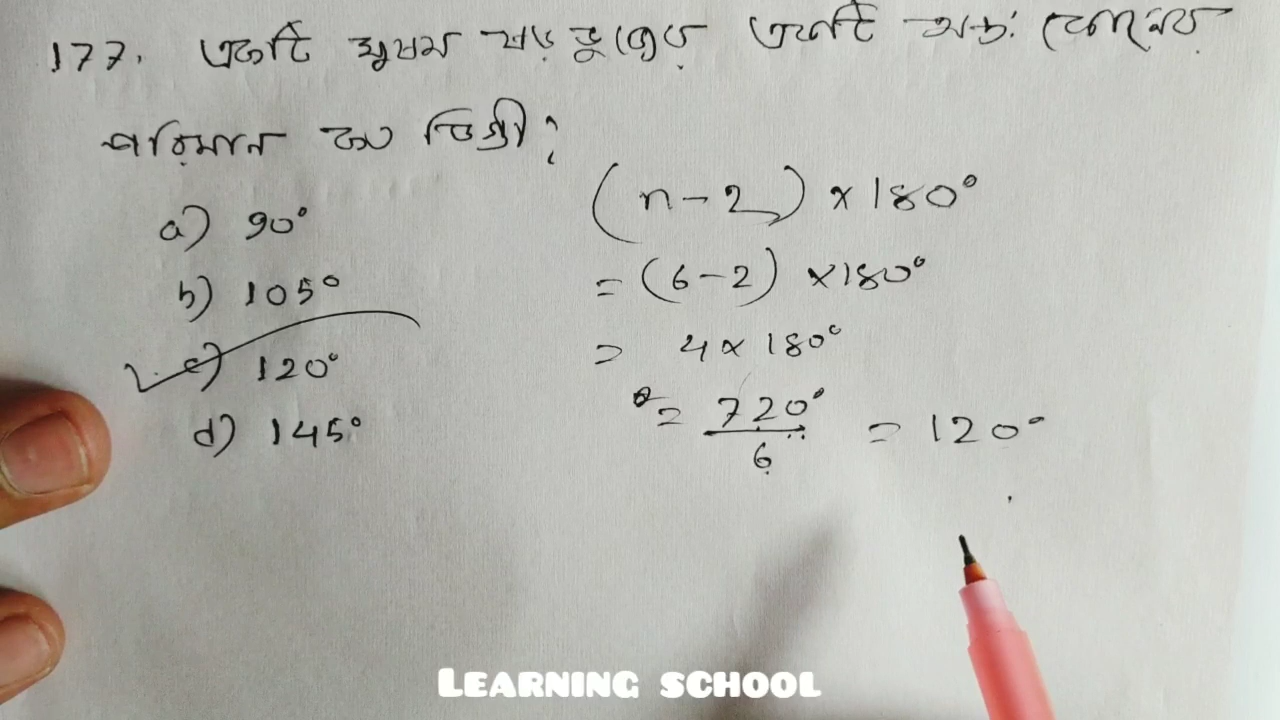 177. একটি সুষম ষড়ভুজের একটি অন্ত: কোনের
পরিমান কত ডিগ্রী?
a) 90°
b) 105°
c) 120°
d) 145°
(n-2) × 180°
= (6-2) × 180°
= 4 × 180°
= 720°/6 = 120°
LEARNING SCHOOL